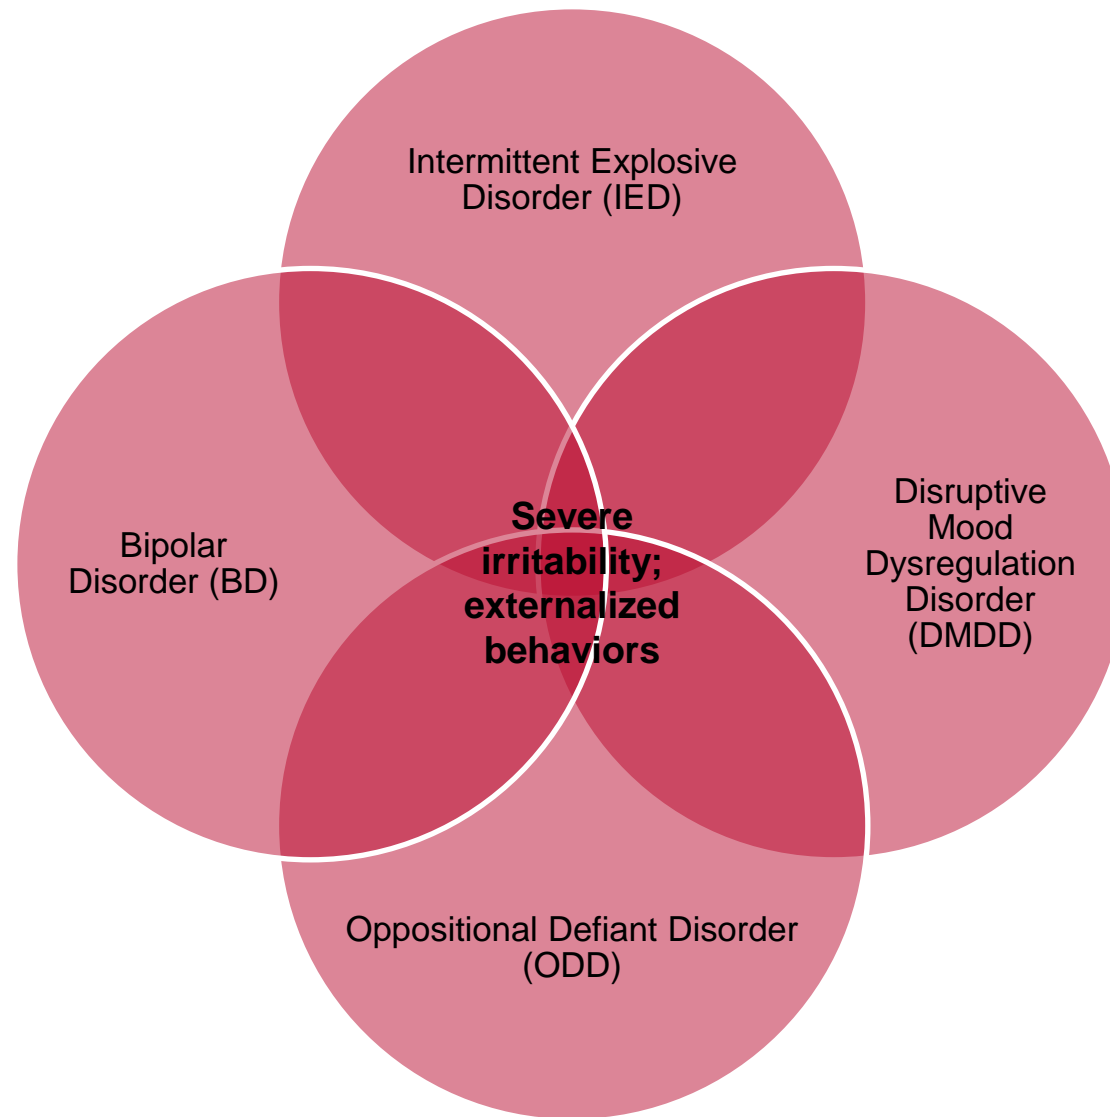 Intermittent Explosive
Disorder (IED)
Bipolar
Disorder (BD)
Severe
irritability;
externalized
behaviors
Disruptive
Mood
Dysregulation
Disorder
(DMDD)
Oppositional Defiant Disorder
(ODD)